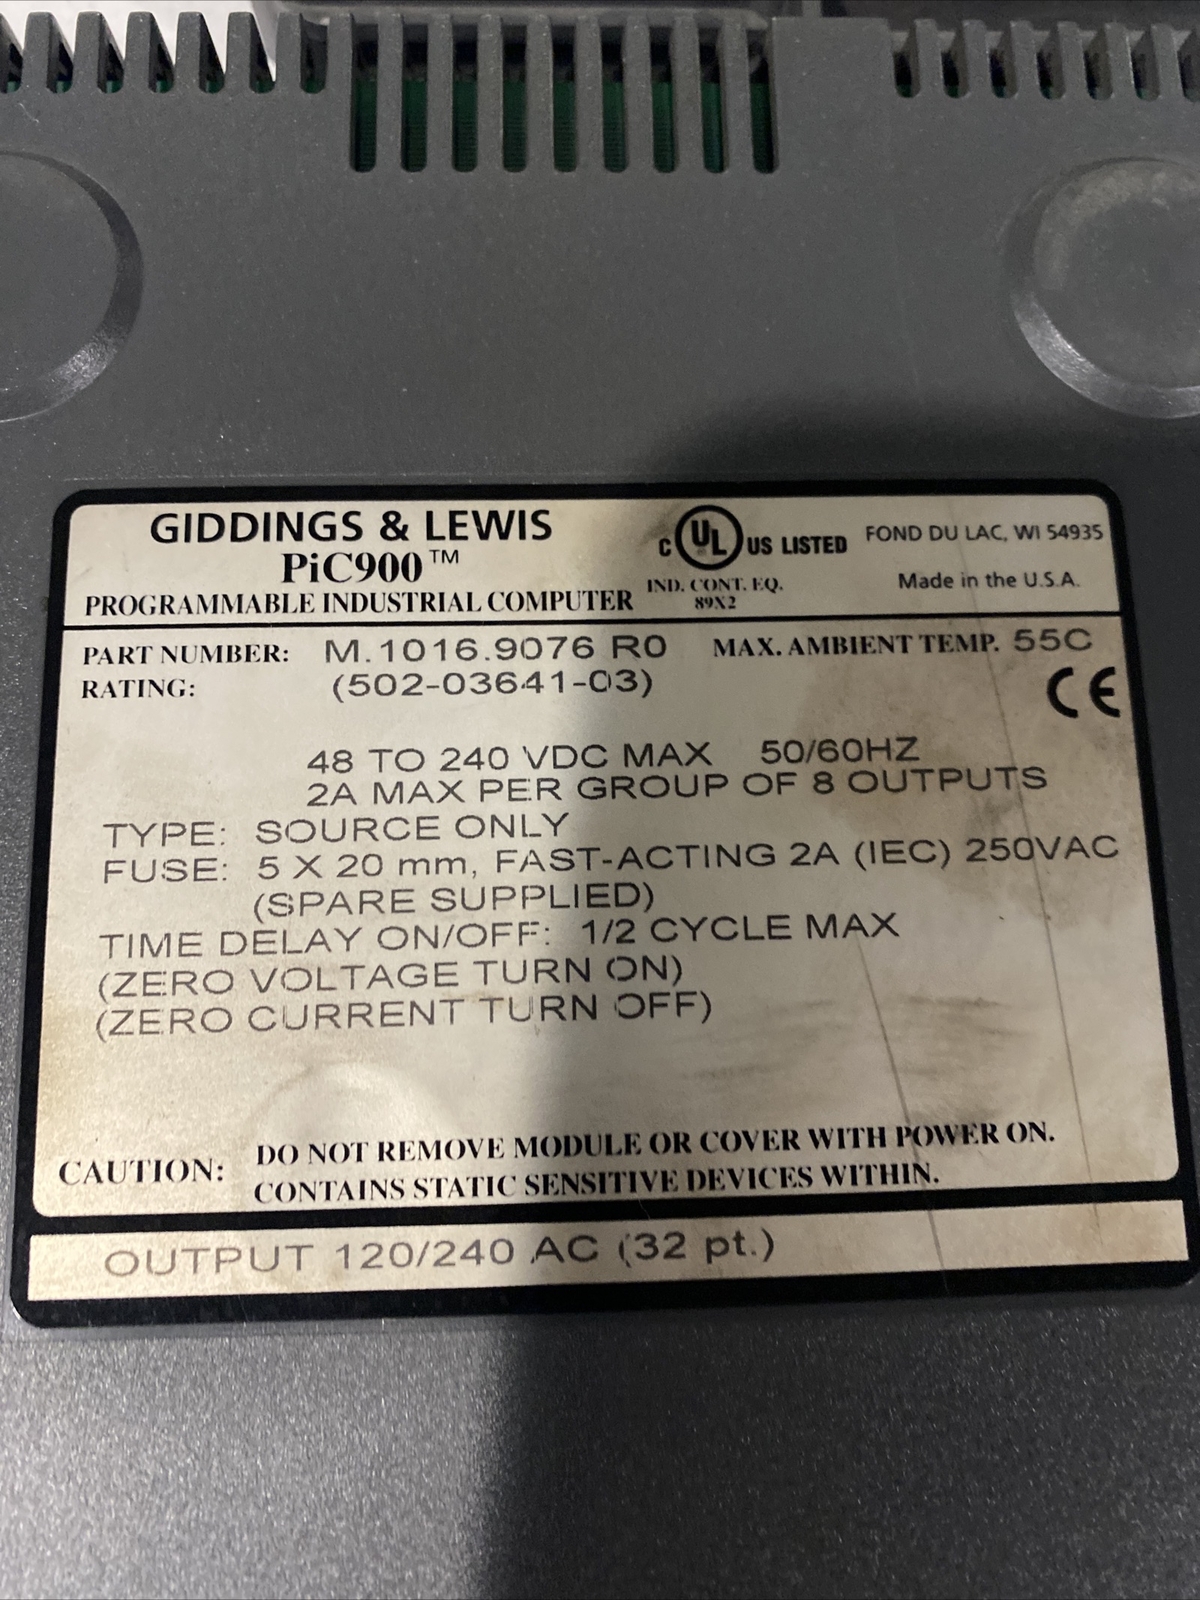 GIDDINGS & LEWIS
PiC900™
PROGRAMMABLE INDUSTRIAL COMPUTER
C UL US LISTED
IND. CONT. EQ.
89X2
FOND DU LAC, WI 54935
Made in the U.S.A.
PART NUMBER: M.1016.9076 R0 MAX. AMBIENT TEMP. 55C
RATING: (502-03641-03)
CE
48 TO 240 VDC MAX 50/60HZ
2A MAX PER GROUP OF 8 OUTPUTS
TYPE: SOURCE ONLY
FUSE: 5 X 20 mm, FAST-ACTING 2A (IEC) 250VAC
(SPARE SUPPLIED)
TIME DELAY ON/OFF: 1/2 CYCLE MAX
(ZERO VOLTAGE TURN ON)
(ZERO CURRENT TURN OFF)
CAUTION: DO NOT REMOVE MODULE OR COVER WITH POWER ON.
CONTAINS STATIC SENSITIVE DEVICES WITHIN.
OUTPUT 120/240 AC (32 pt.)